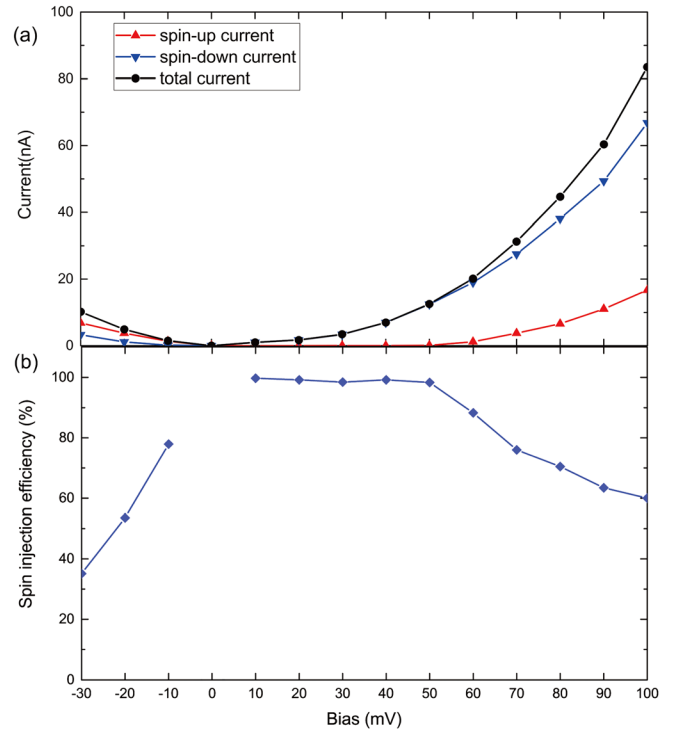 (a)
100
80
60
40
20
0
Current(nA)
spin-up current
spin-down current
total current
(b)
100
80
60
40
20
0
Spin injection efficiency (%)
-30 -20 -10 0 10 20 30 40 50 60 70 80 90 100
Bias (mV)